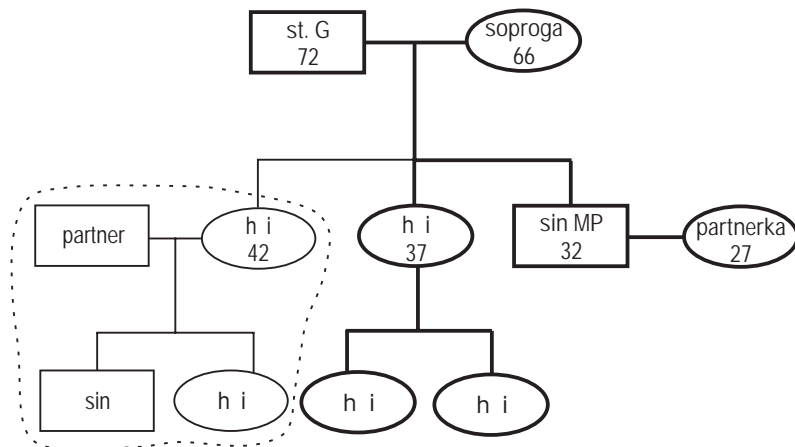 st. G
72
soproga
66
partner
h i
42
h i
37
sin MP
32
partnerka
27
sin
h i
h i
h i